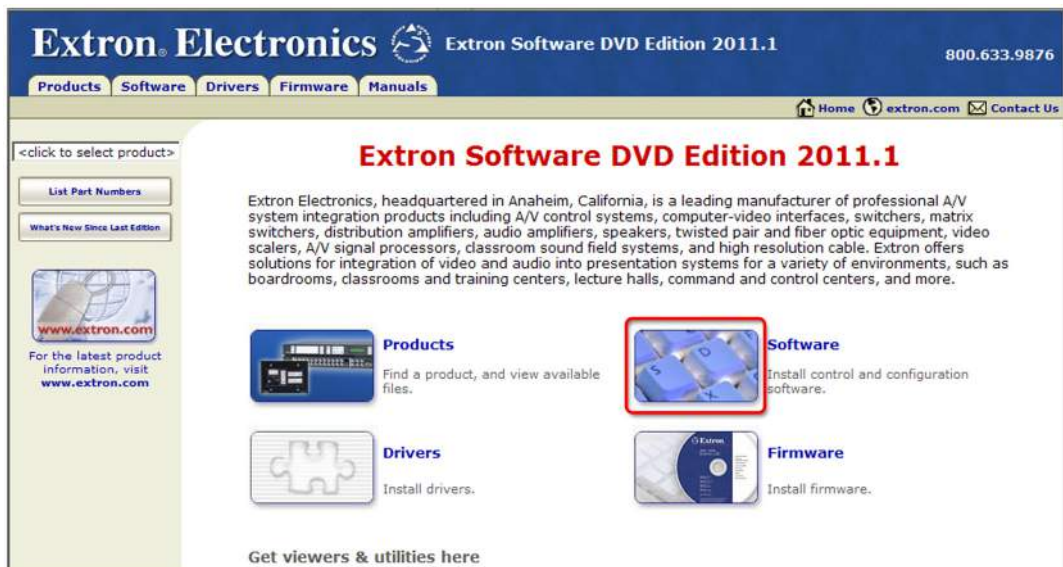 Extron® Electronics Extron Software DVD Edition 2011.1
800.633.9876
Products Software Drivers Firmware Manuals
Home extron.com Contact Us
<click to select product>
List Part Numbers
What's New Since Last Edition
www.extron.com
For the latest product
information, visit
www.extron.com
Extron Software DVD Edition 2011.1
Extron Electronics, headquartered in Anaheim, California, is a leading manufacturer of professional A/V
system integration products including A/V control systems, computer-video interfaces, switchers, matrix
switchers, distribution amplifiers, audio amplifiers, speakers, twisted pair and fiber optic equipment, video
scalers, A/V signal processors, classroom sound field systems, and high resolution cable. Extron offers
solutions for integration of video and audio into presentation systems for a variety of environments, such as
boardrooms, classrooms and training centers, lecture halls, command and control centers, and more.
Products
Find a product, and view available
files.
S D X
Software
Install control and configuration
software.
Drivers
Install drivers.
Extron
Firmware
Install firmware.
Get viewers & utilities here